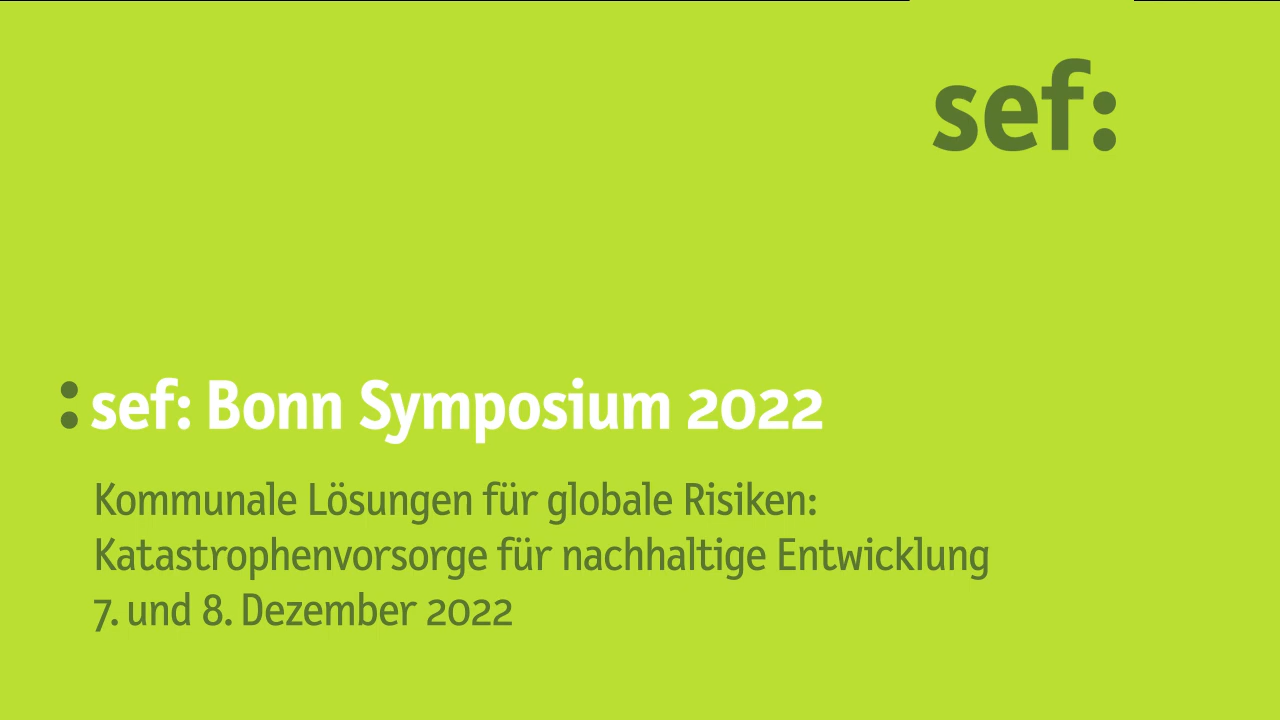 sef:
: sef: Bonn Symposium 2022
Kommunale Lösungen für globale Risiken:
Katastrophenvorsorge für nachhaltige Entwicklung
7. und 8. Dezember 2022